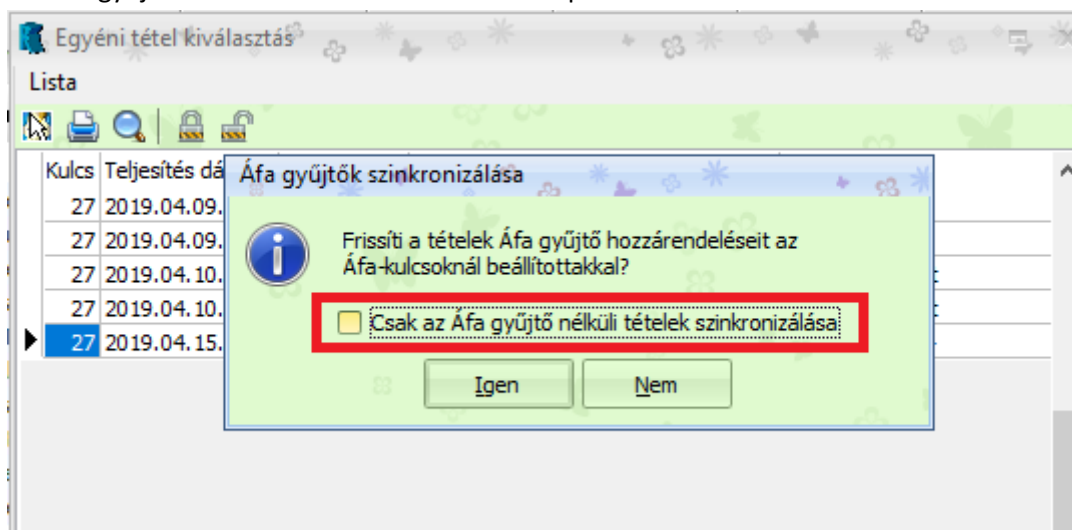 Egyéni tétel kiválasztás
Lista
Kulcs Teljesítés dá
27 2019.04.09.
27 2019.04.09.
27 2019.04.10.
27 2019.04.10.
27 2019.04.15.
Áfa gyűjtők szinkronizálása
Frissíti a tételek Áfa gyűjtő hozzárendeléseit az
Áfa-kulcsoknál beállítottakkal?
Csak az Áfa gyűjtő nélküli tételek szinkronizálása
Igen Nem